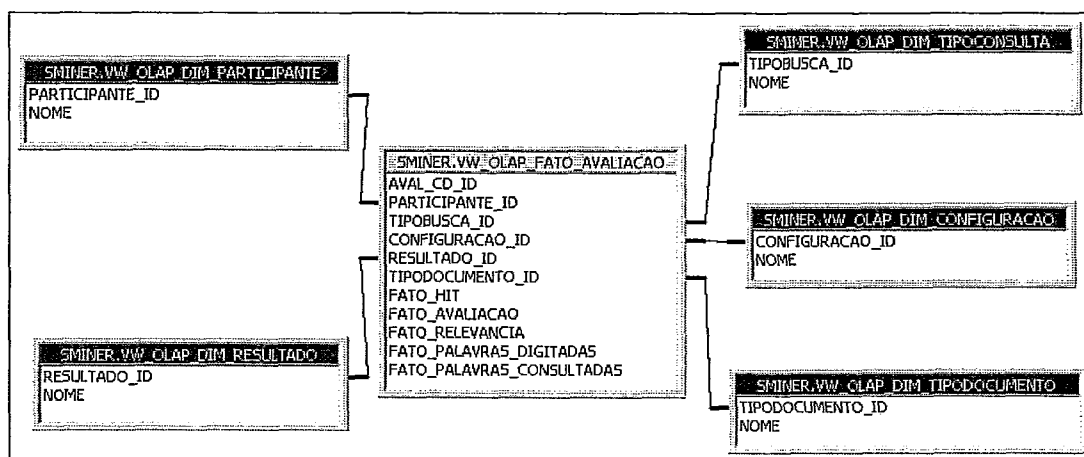 SMINER.VW_OLAP_DIM_PARTICIPANTE
PARTICIPANTE_ID
NOME
SMINER.VW_OLAP_DIM_TIPOCONSULTA
TIPOBUSCA_ID
NOME
SMINER.VW_OLAP_FATO_AVALIACAO
AVAL_CD_ID
PARTICIPANTE_ID
TIPOBUSCA_ID
CONFIGURACAO_ID
RESULTADO_ID
TIPODOCUMENTO_ID
FATO_HIT
FATO_AVALIACAO
FATO_RELEVANCIA
FATO_PALAVRAS_DIGITADAS
FATO_PALAVRAS_CONSULTADAS
SMINER.VW_OLAP_DIM_CONFIGURACAO
CONFIGURACAO_ID
NOME
SMINER.VW_OLAP_DIM_RESULTADO
RESULTADO_ID
NOME
SMINER.VW_OLAP_DIM_TIPODOCUMENTO
TIPODOCUMENTO_ID
NOME